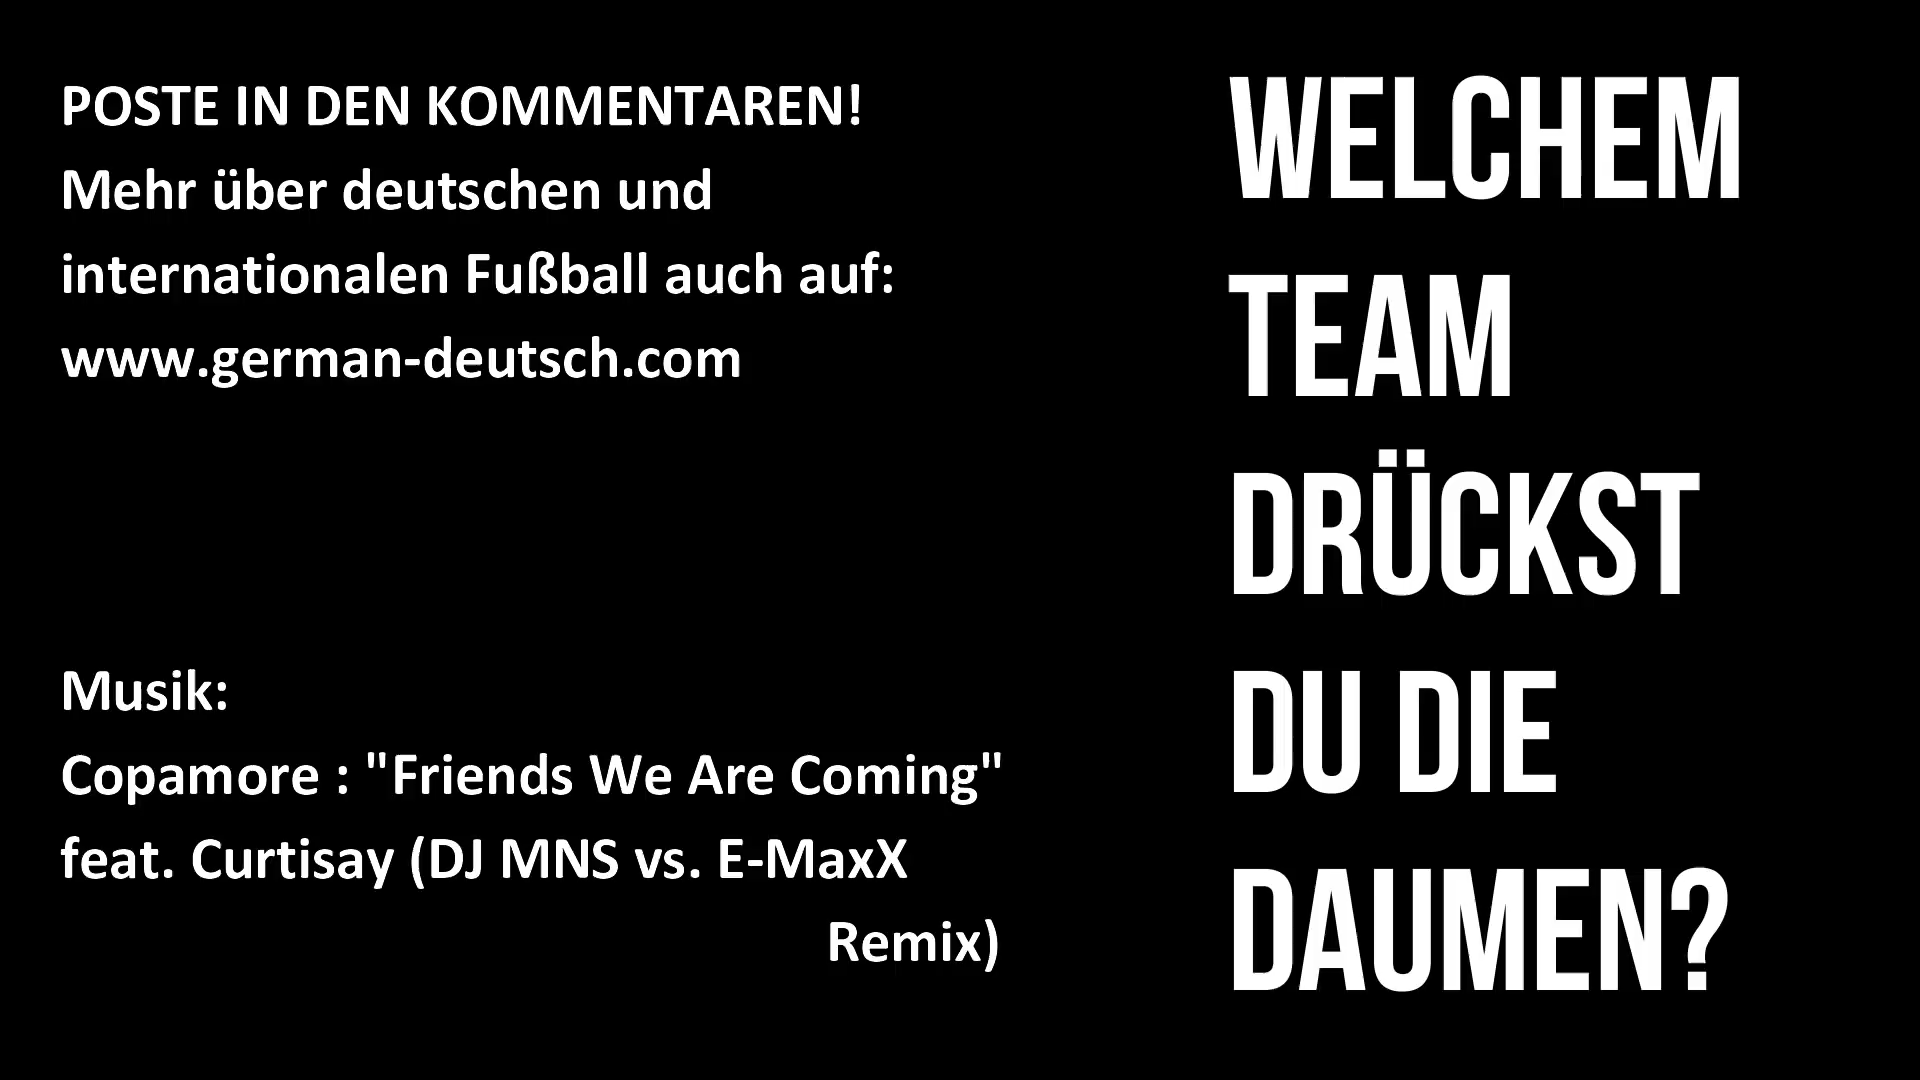 POSTE IN DEN KOMMENTAREN!
Mehr über deutschen und
internationalen Fußball auch auf:
www.german-deutsch.com
Musik:
Copamore : "Friends We Are Coming"
feat. Curtisay (DJ MNS vs. E-MaxX
Remix)
WELCHEM
TEAM
DRÜCKST
DU DIE
DAUMEN?